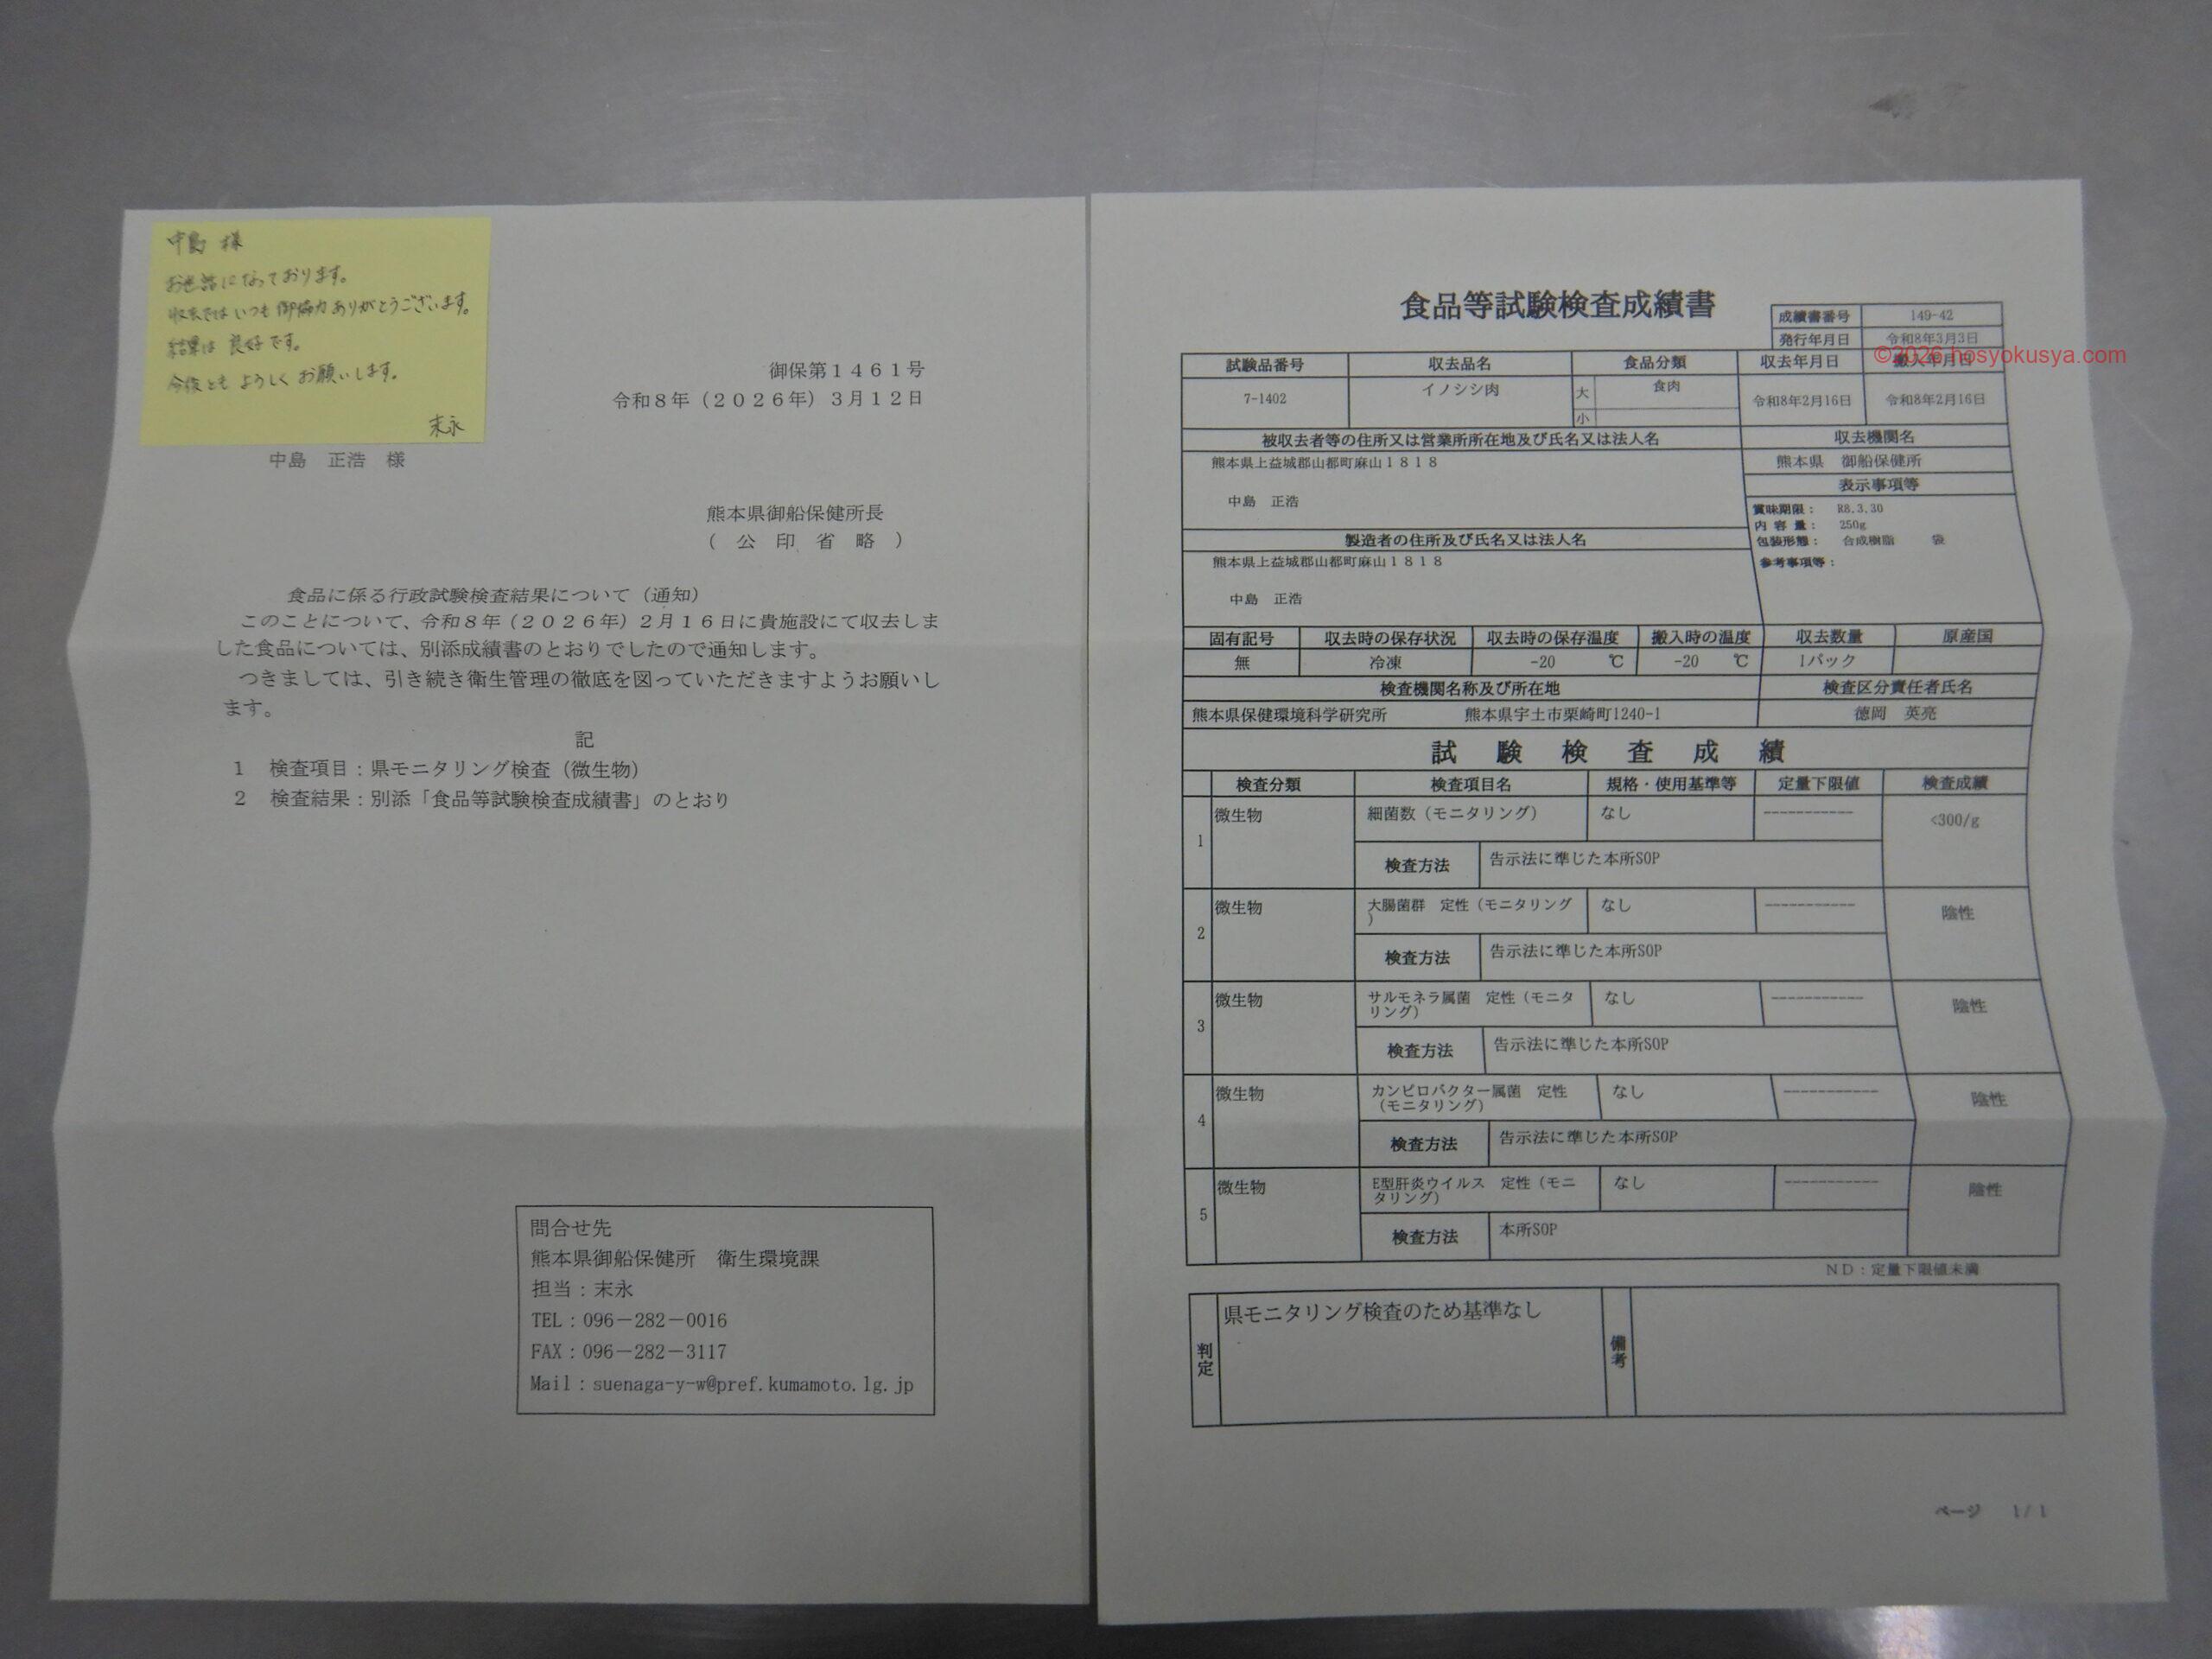 中島 様
お世話になっております。
収去ではいつも御協力ありがとうございます。
結果は良好です。
今後ともよろしくお願いします。
末永
御保第1461号
令和8年(2026年)3月12日
中島 正浩 様
熊本県御船保健所長
(公印省略)
食品に係る行政試験検査結果について(通知)
このことについて、令和8年(2026年)2月16日に貴施設にて収去しま
した食品については、別添成績書のとおりでしたので通知します。
つきましては、引き続き衛生管理の徹底を図っていただきますようお願いし
ます。
記
1 検査項目:県モニタリング検査(微生物)
2 検査結果:別添「食品等試験検査成績書」のとおり
問合せ先
熊本県御船保健所 衛生環境課
担当:末永
TEL:096-282-0016
FAX:096-282-3117
Mail:suenaga-y-w@pref.kumamoto.lg.jp
食品等試験検査成績書
成績書番号 149-42
発行年月日 令和8年3月3日
©2026 hosyokusya.com
試験品番号 収去品名 食品分類 収去年月日 搬入年月日
7-1402 イノシシ肉 大 食肉 令和8年2月16日 令和8年2月16日
小
被収去者等の住所又は営業所所在地及び氏名又は法人名 収去機関名
熊本県上益城郡山都町麻山1818 熊本県 御船保健所
表示事項等
中島 正浩
賞味期限: R8.3.30
内容量: 250g
包装形態: 合成樹脂 袋
参考事項等:
製造者の住所及び氏名又は法人名
熊本県上益城郡山都町麻山1818
中島 正浩
固有記号 収去時の保存状況 収去時の保存温度 搬入時の温度 収去数量 原産国
無 冷凍 -20 ℃ -20 ℃ 1パック
検査機関名称及び所在地 検査区分責任者氏名
熊本県保健環境科学研究所 熊本県宇土市栗崎町1240-1 徳岡 英亮
試験検査成績
検査分類 検査項目名 規格・使用基準等 定量下限値 検査成績
1 微生物 細菌数(モニタリング) なし ----------- <300/g
検査方法 告示法に準じた本所SOP
2 微生物 大腸菌群 定性(モニタリング なし ----------- 陰性
)
検査方法 告示法に準じた本所SOP
3 微生物 サルモネラ属菌 定性(モニタ なし ----------- 陰性
リング)
検査方法 告示法に準じた本所SOP
4 微生物 カンピロバクター属菌 定性 なし ----------- 陰性
(モニタリング)
検査方法 告示法に準じた本所SOP
5 微生物 E型肝炎ウイルス 定性(モニ なし ----------- 陰性
タリング)
検査方法 本所SOP
ND:定量下限値未満
判定 県モニタリング検査のため基準なし 備考
ページ 1/1